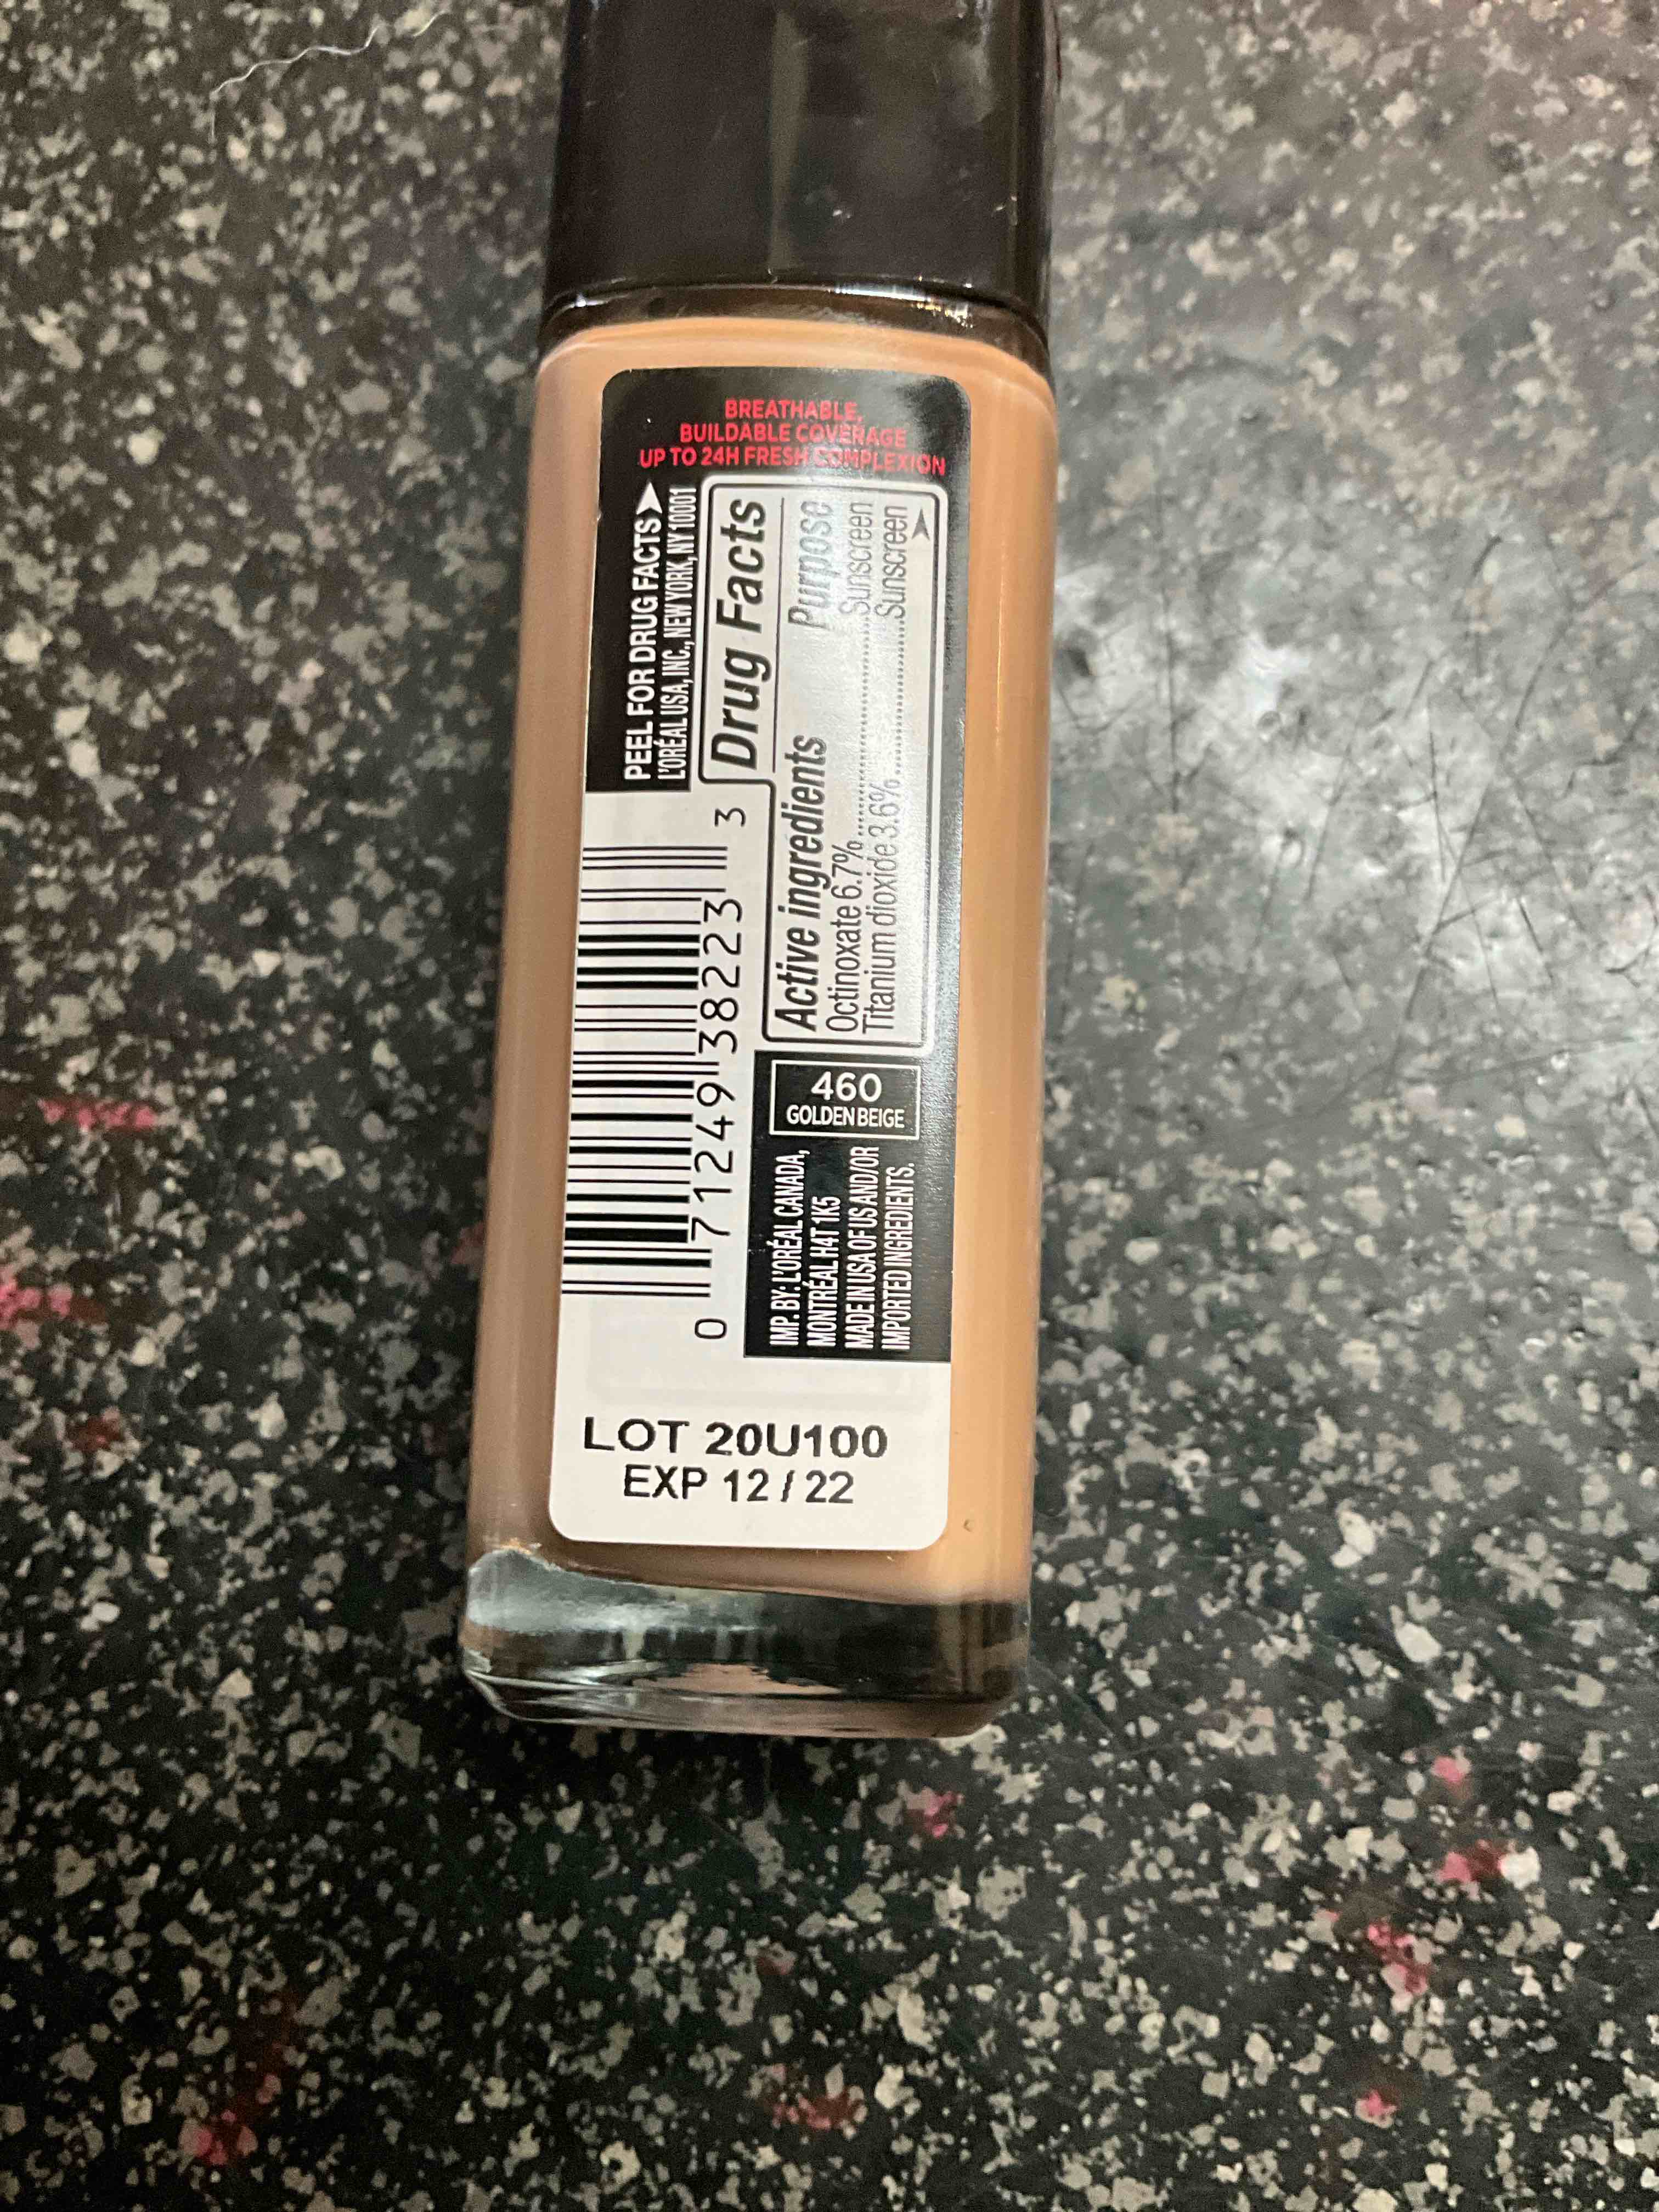 BREATHABLE,
BUILDABLE COVERAGE
UP TO 24H FRESH COMPLEXION
PEEL FOR DRUG FACTS
L'ORÉAL USA, INC., NEW YORK, NY 10001
Drug Facts
Active ingredients Purpose
Octinoxate 6.7%..............................Sunscreen
Titanium dioxide 3.6%....................Sunscreen
0 71249 38223 3
460
GOLDEN BEIGE
IMP. BY: L'ORÉAL CANADA,
MONTRÉAL H4T 1K5
MADE IN USA OF US AND/OR
IMPORTED INGREDIENTS.
LOT 20U100
EXP 12 / 22